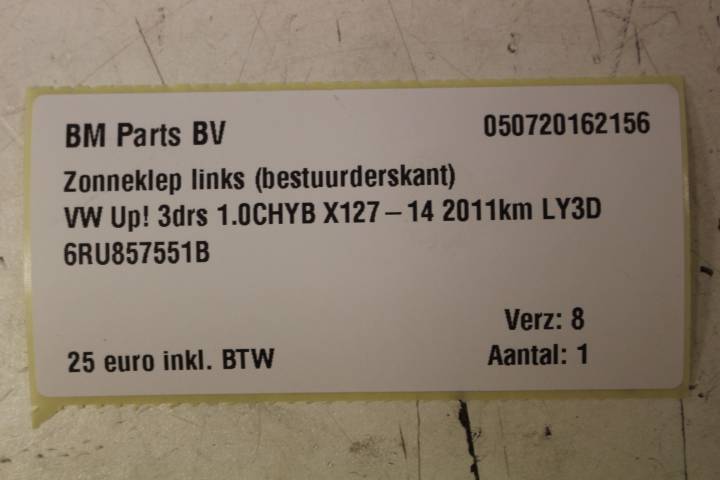 BM Parts BV 050720162156
Zonneklep links (bestuurderskant)
VW Up! 3drs 1.0CHYB X127-14 2011km LY3D
6RU857551B
Verz: 8
25 euro inkl. BTW Aantal: 1